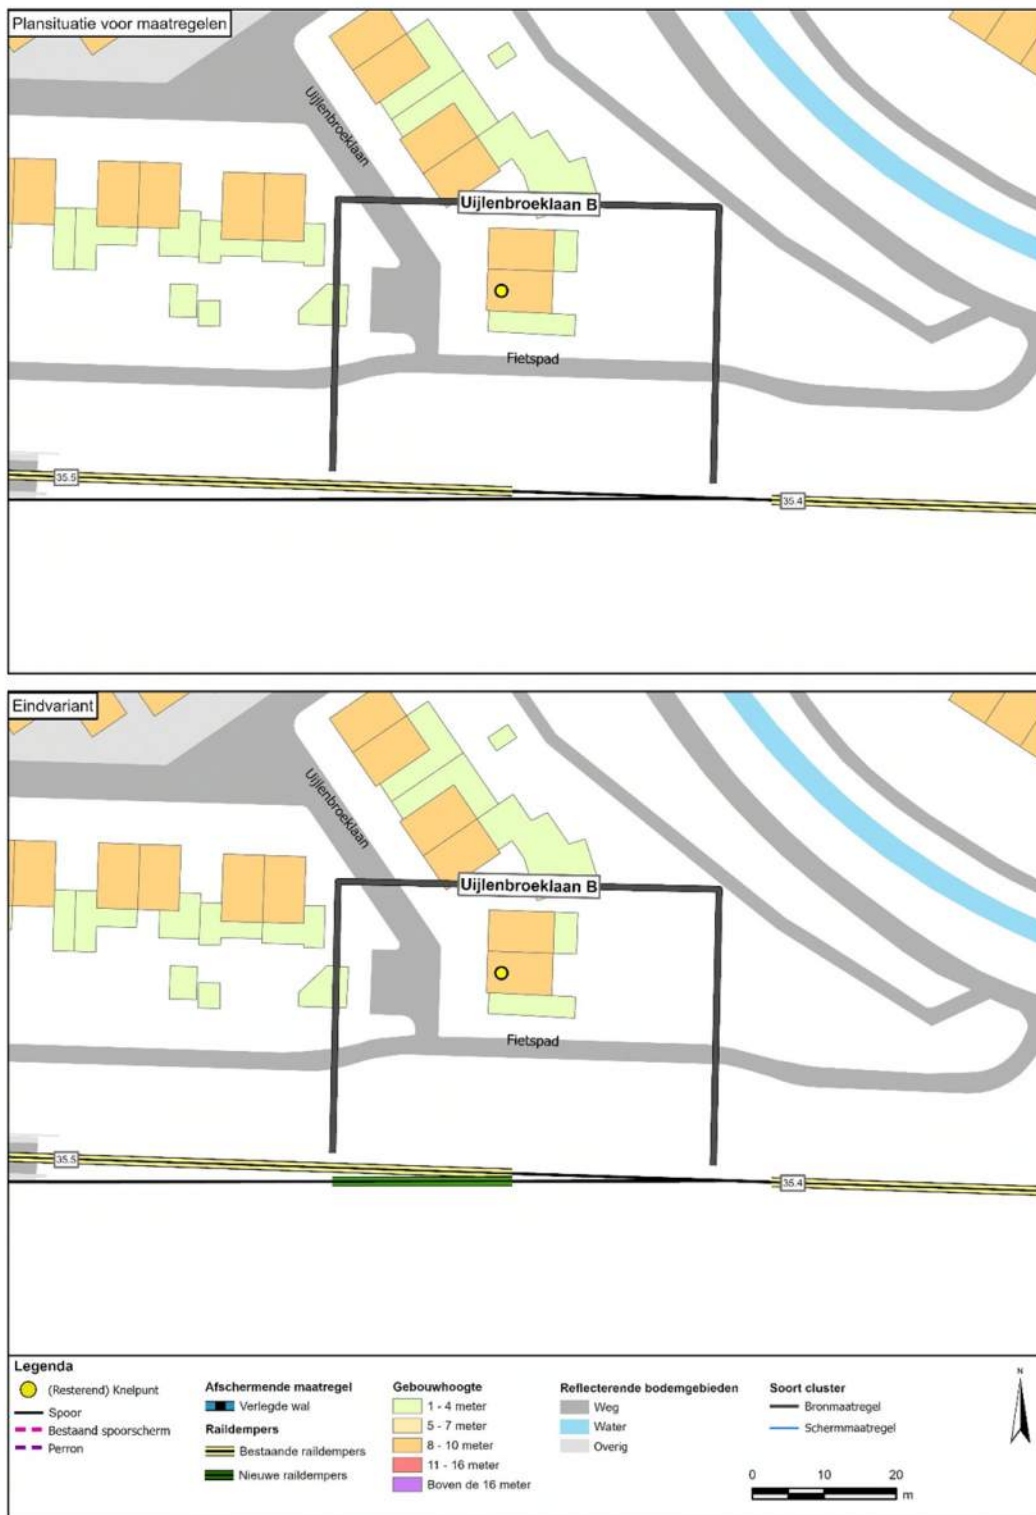 Plansituatie voor maatregelen
Uijlenbroeklaan
Uijlenbroeklaan B
Fietspad
35.5
35.4
Eindvariant
Uijlenbroeklaan
Uijlenbroeklaan B
Fietspad
35.5
35.4
Legenda
(Resterend) Knelpunt
Spoor
Bestaand spoorscherm
Perron
Afschermende maatregel
Verlegde wal
Raildempers
Bestaande raildempers
Nieuwe raildempers
Gebouwhoogte
1 - 4 meter
5 - 7 meter
8 - 10 meter
11 - 16 meter
Boven de 16 meter
Reflecterende bodemgebieden
Weg
Water
Overig
Soort cluster
Bronmaatregel
Schermmaatregel
N
0 10 20
m